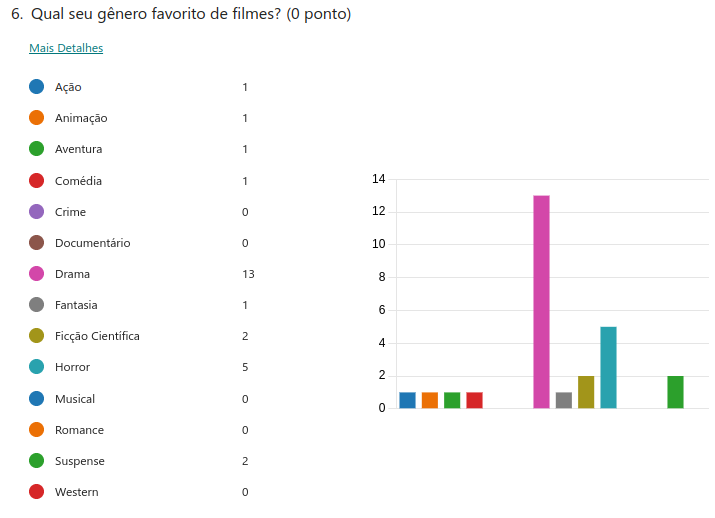 6. Qual seu gênero favorito de filmes? (0 ponto)
Mais Detalhes
Ação 1
Animação 1
Aventura 1
Comédia 1
Crime 0
Documentário 0
Drama 13
Fantasia 1
Ficção Científica 2
Horror 5
Musical 0
Romance 0
Suspense 2
Western 0
14
12
10
8
6
4
2
0